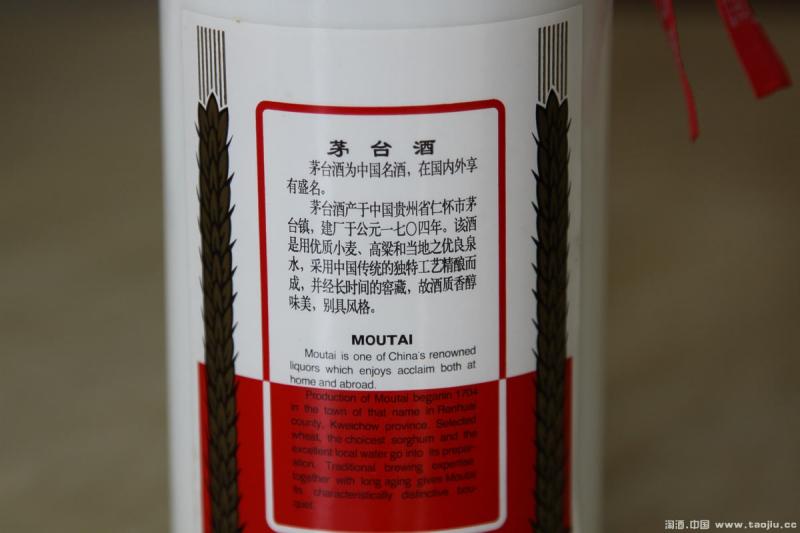 茅台酒
茅台酒为中国名酒，在国内外享
有盛名。
茅台酒产于中国贵州省仁怀市茅
台镇，建厂于公元一七〇四年。该酒
是用优质小麦、高粱和当地之优良泉
水，采用中国传统的独特工艺精酿而
成，并经长时间的窖藏，故酒质香醇
味美，别具风格。
MOUTAI
Moutai is one of China's renowned
liquors which enjoys acclaim both at
home and abroad.
Production of Moutai beganin 1704
in the town of that name in Renhuai
county, Kweichow province. Selected
wheat, the choicest sorghum and the
excellent local water go into its prepar-
ation. Traditional brewing expertise
together with long aging gives Moutai
its characteristically distinctive bou-
quet.
淘酒.中国 www.taojiu.cc